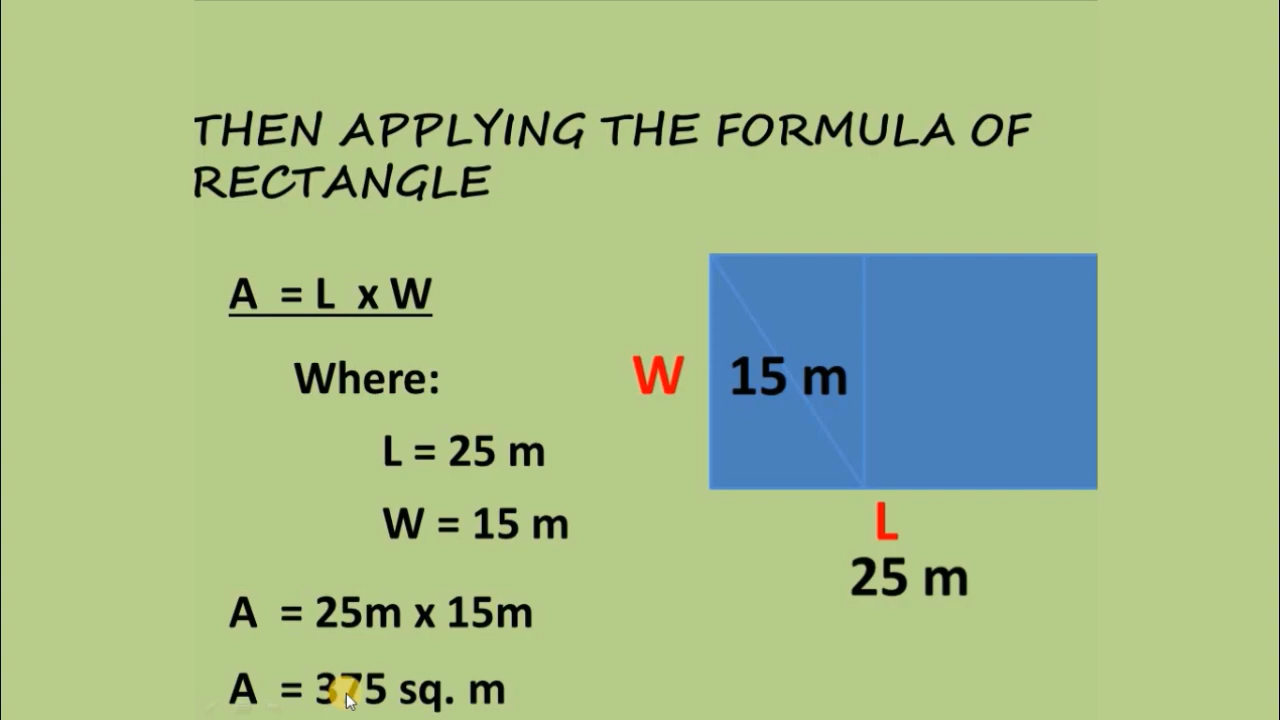 THEN APPLYING THE FORMULA OF
RECTANGLE
A = L x W
Where:
L = 25 m
W = 15 m
A = 25m x 15m
A = 375 sq. m
W
15 m
L
25 m